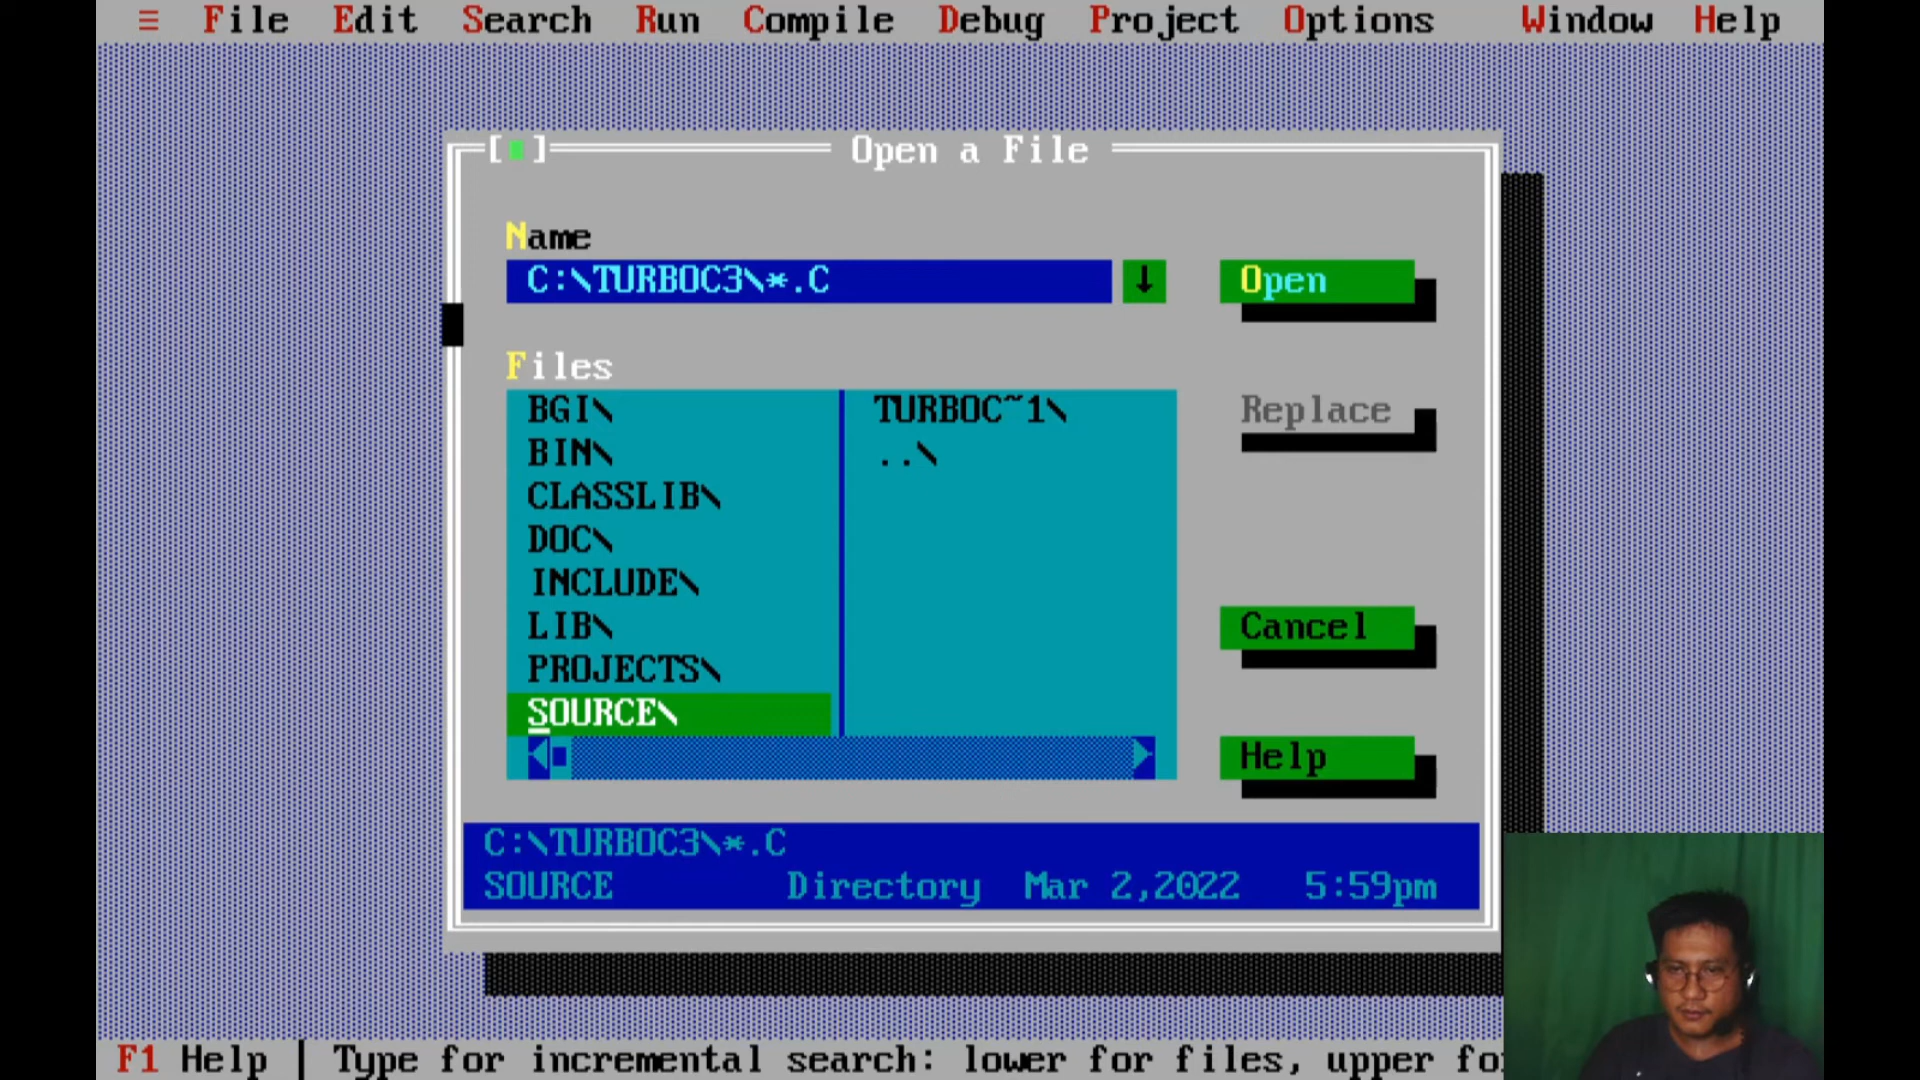 ≡ File Edit Search Run Compile Debug Project Options Window Help
[■] Open a File
Name
C:\TURBOC3\*.C ↓ Open
Files
BGI\ TURBOC~1\ Replace
BIN\ ..\
CLASSLIB\
DOC\
INCLUDE\
LIB\ Cancel
PROJECTS\
SOURCE\
Help
C:\TURBOC3\*.C
SOURCE Directory Mar 2,2022 5:59pm
F1 Help | Type for incremental search: lower for files, upper